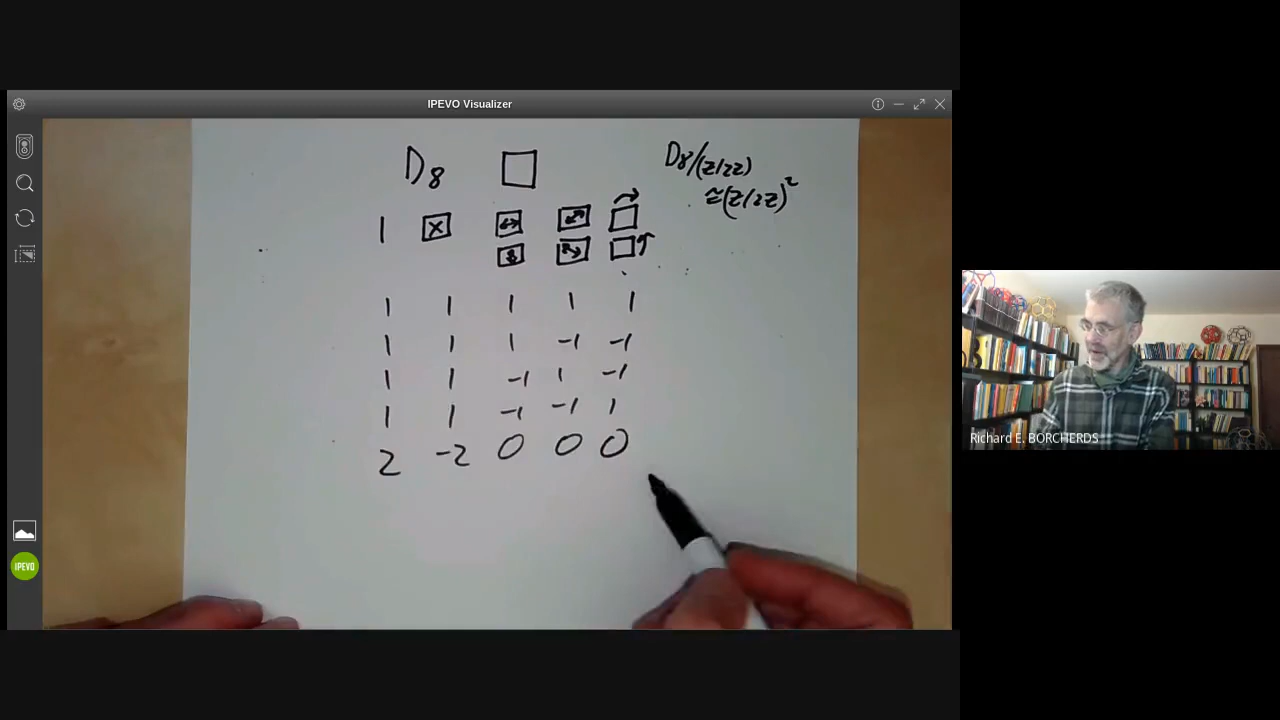 IPEVO Visualizer
D8
D8/(Z/2Z)
≅(Z/2Z)²
1
1 1 1 1 1
1 1 1 -1 -1
1 1 -1 1 -1
1 1 -1 -1 1
2 -2 0 0 0
IPEVO
Richard E. BORCHERDS